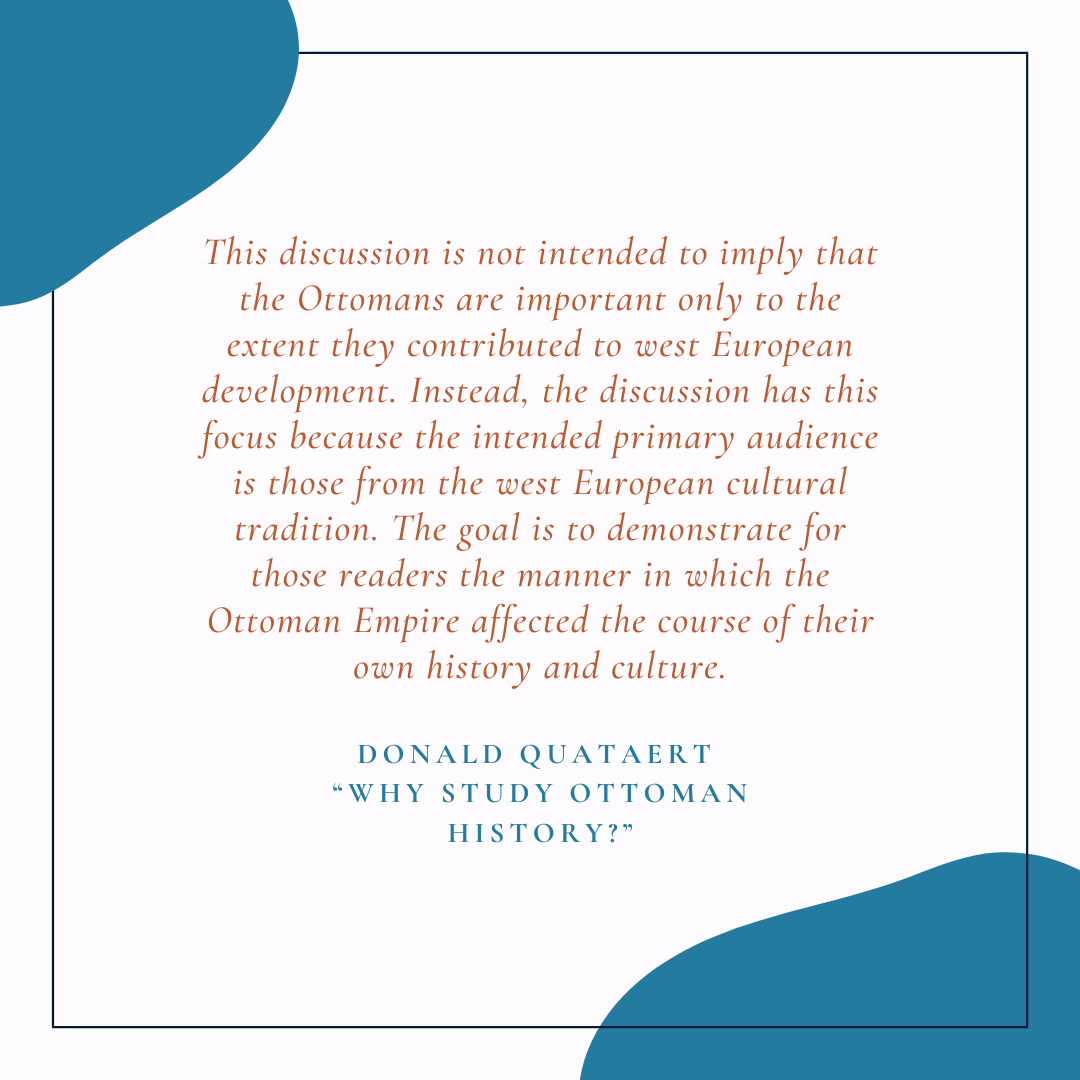 This discussion is not intended to imply that
the Ottomans are important only to the
extent they contributed to west European
development. Instead, the discussion has this
focus because the intended primary audience
is those from the west European cultural
tradition. The goal is to demonstrate for
those readers the manner in which the
Ottoman Empire affected the course of their
own history and culture.
DONALD QUATAERT
“WHY STUDY OTTOMAN
HISTORY?”